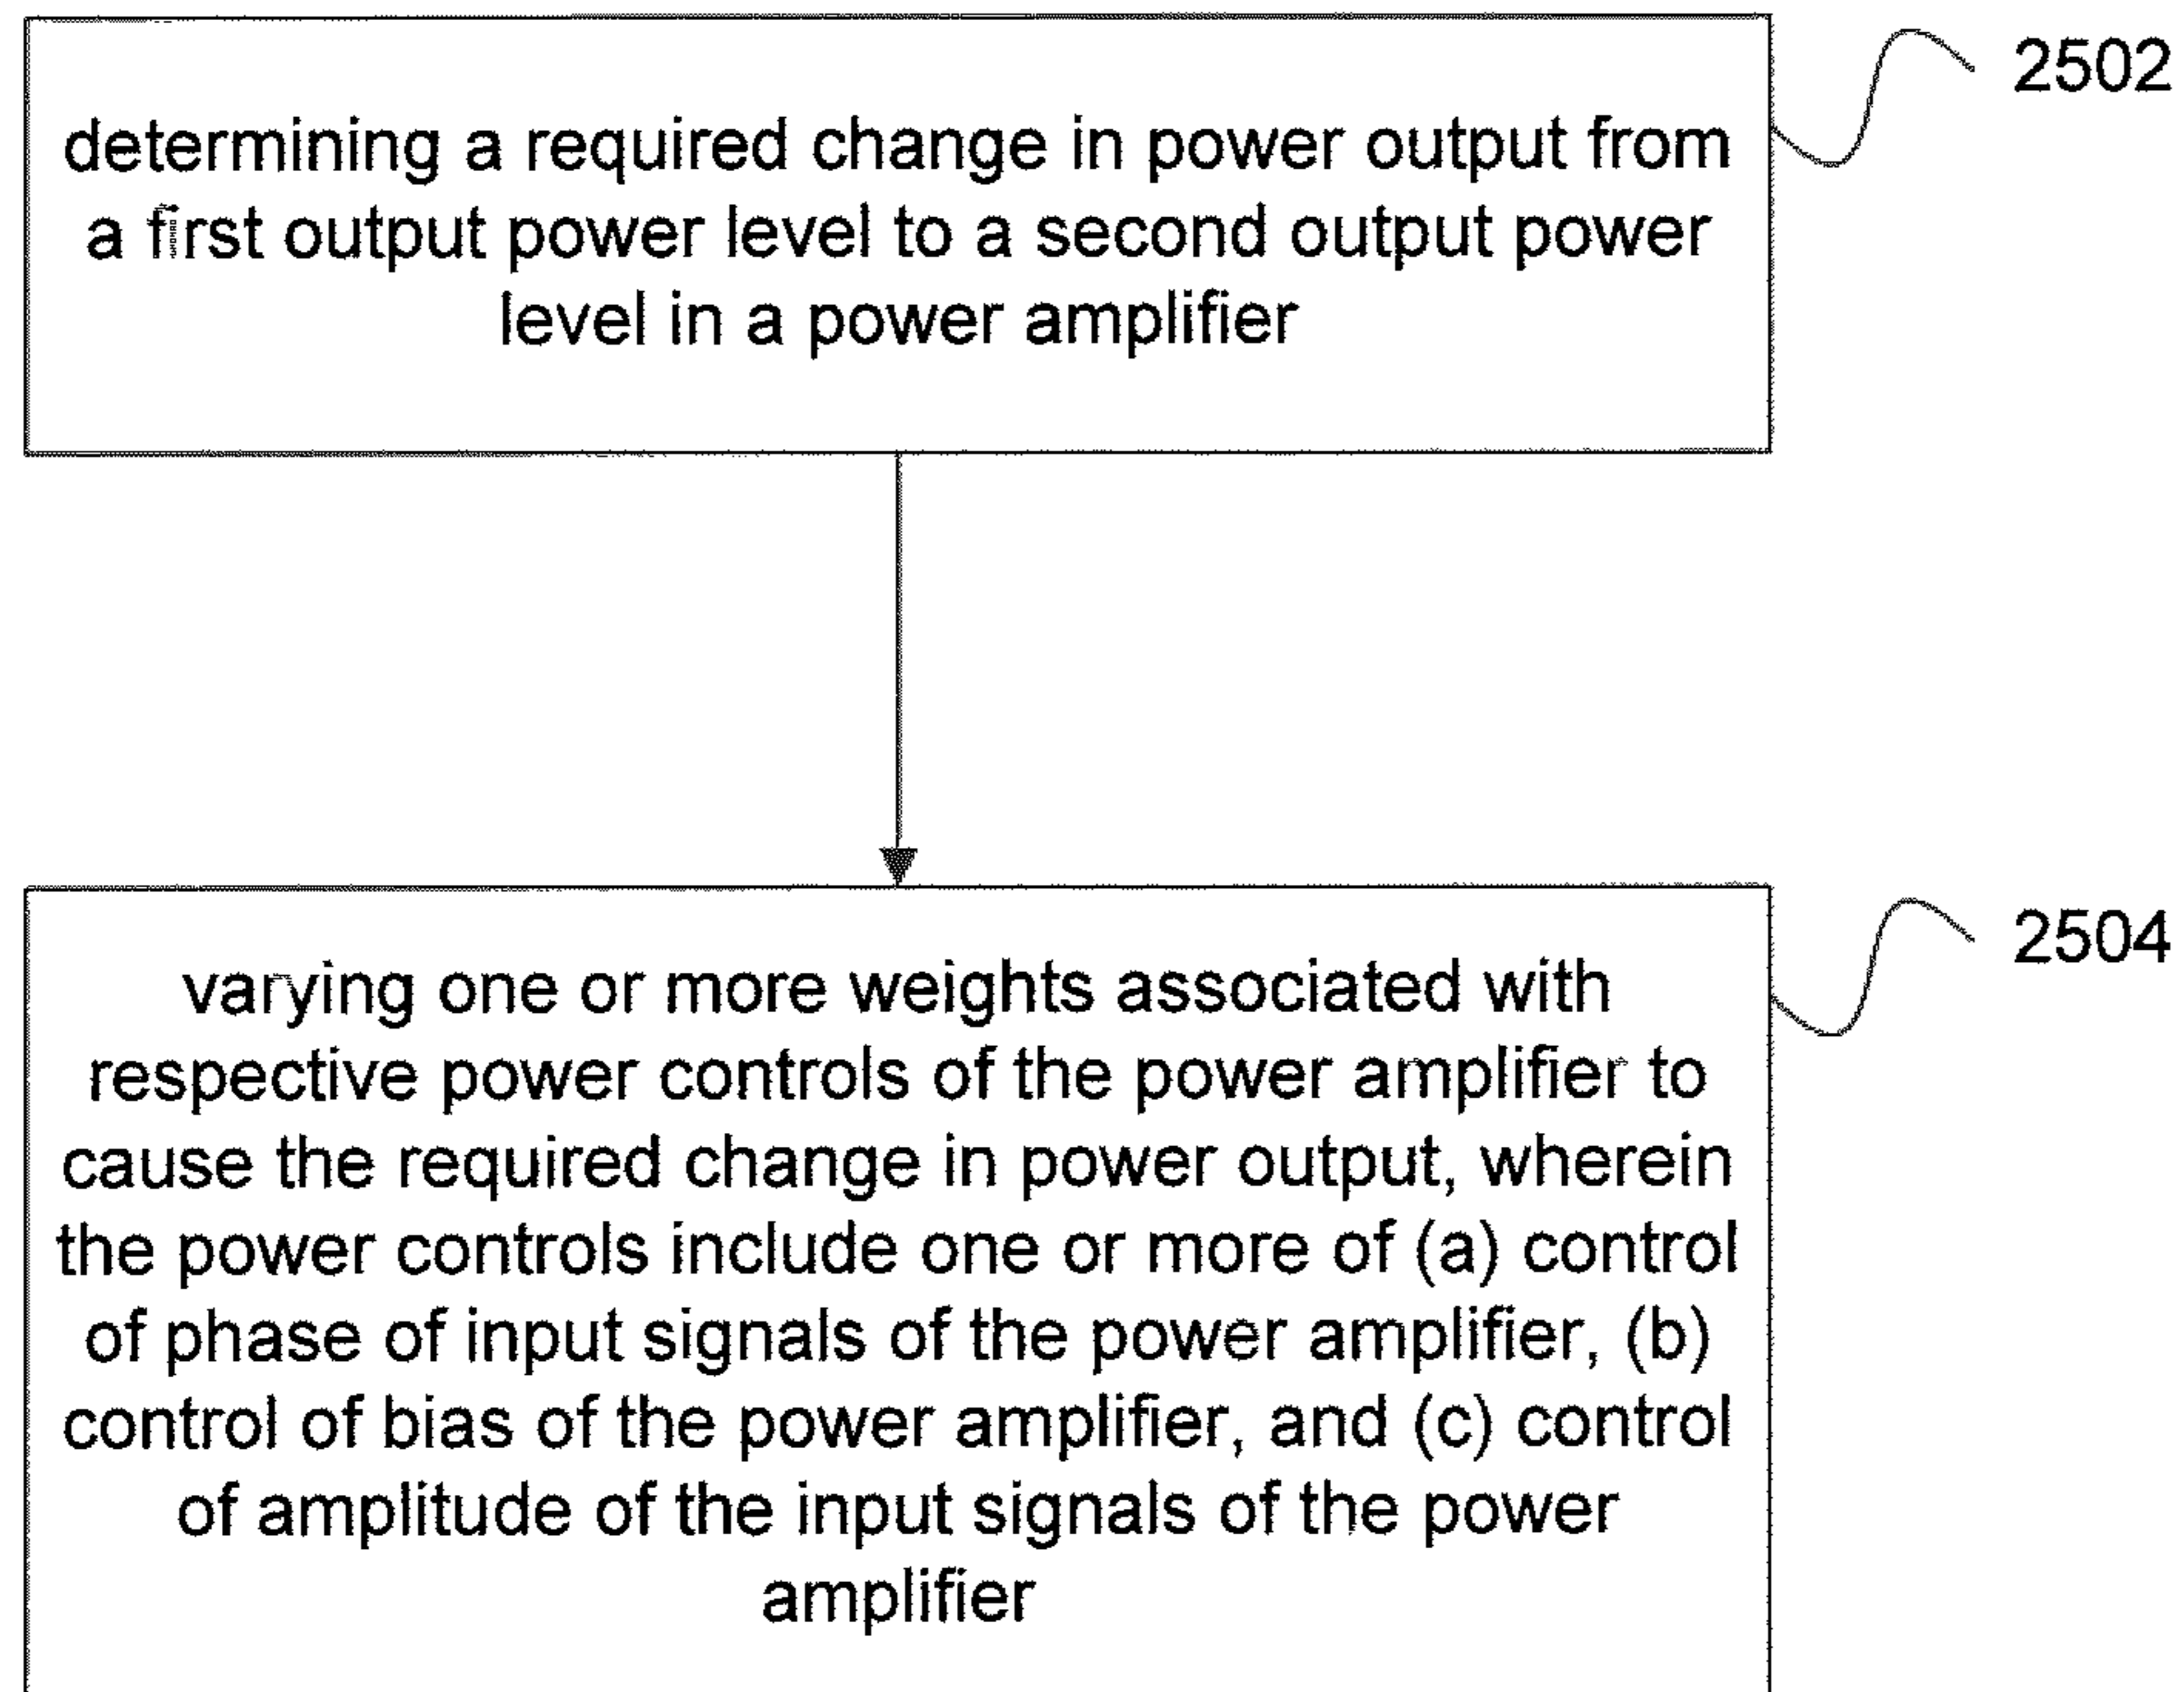 2502
determining a required change in power output from
a first output power level to a second output power
level in a power amplifier
2504
varying one or more weights associated with
respective power controls of the power amplifier to
cause the required change in power output, wherein
the power controls include one or more of (a) control
of phase of input signals of the power amplifier, (b)
control of bias of the power amplifier, and (c) control
of amplitude of the input signals of the power
amplifier